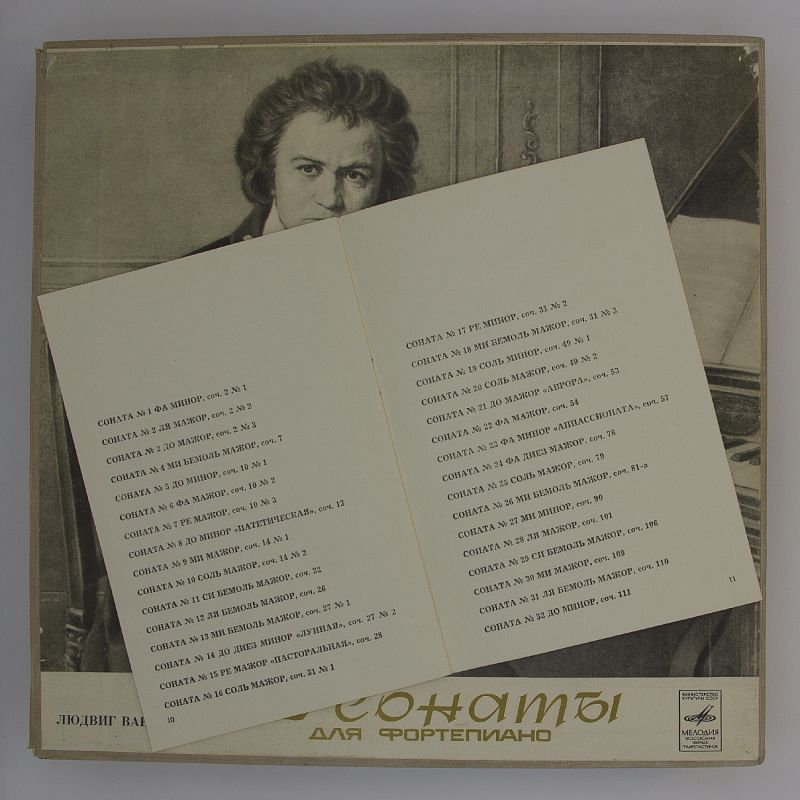 СОНАТА № 1 ФА МИНОР, соч. 2 № 1
СОНАТА № 2 ЛЯ МАЖОР, соч. 2 № 2
СОНАТА № 3 ДО МАЖОР, соч. 2 № 3
СОНАТА № 4 МИ БЕМОЛЬ МАЖОР, соч. 7
СОНАТА № 5 ДО МИНОР, соч. 10 № 1
СОНАТА № 6 ФА МАЖОР, соч. 10 № 2
СОНАТА № 7 РЕ МАЖОР, соч. 10 № 3
СОНАТА № 8 ДО МИНОР «ПАТЕТИЧЕСКАЯ», соч. 13
СОНАТА № 9 МИ МАЖОР, соч. 14 № 1
СОНАТА № 10 СОЛЬ МАЖОР, соч. 14 № 2
СОНАТА № 11 СИ БЕМОЛЬ МАЖОР, соч. 22
СОНАТА № 12 ЛЯ БЕМОЛЬ МАЖОР, соч. 26
СОНАТА № 13 МИ БЕМОЛЬ МАЖОР, соч. 27 № 1
СОНАТА № 14 ДО ДИЕЗ МИНОР «ЛУННАЯ», соч. 27 № 2
СОНАТА № 15 РЕ МАЖОР «ПАСТОРАЛЬНАЯ», соч. 28
СОНАТА № 16 СОЛЬ МАЖОР, соч. 31 № 1
10
СОНАТА № 17 РЕ МИНОР, соч. 31 № 2
СОНАТА № 18 МИ БЕМОЛЬ МАЖОР, соч. 31 № 3
СОНАТА № 19 СОЛЬ МИНОР, соч. 49 № 1
СОНАТА № 20 СОЛЬ МАЖОР, соч. 49 № 2
СОНАТА № 21 ДО МАЖОР «АВРОРА», соч. 53
СОНАТА № 22 ФА МАЖОР, соч. 54
СОНАТА № 23 ФА МИНОР «АППАССИОНАТА», соч. 57
СОНАТА № 24 ФА ДИЕЗ МАЖОР, соч. 78
СОНАТА № 25 СОЛЬ МАЖОР, соч. 79
СОНАТА № 26 МИ БЕМОЛЬ МАЖОР, соч. 81-а
СОНАТА № 27 МИ МИНОР, соч. 90
СОНАТА № 28 ЛЯ МАЖОР, соч. 101
СОНАТА № 29 СИ БЕМОЛЬ МАЖОР, соч. 106
СОНАТА № 30 МИ МАЖОР, соч. 109
СОНАТА № 31 ЛЯ БЕМОЛЬ МАЖОР, соч. 110
СОНАТА № 32 ДО МИНОР, соч. 111
11
ЛЮДВИГ ВАН
СОНАТЫ
ДЛЯ ФОРТЕПИАНО
МИНИСТЕРСТВО
КУЛЬТУРЫ СССР
МЕЛОДИЯ
ВСЕСОЮЗНАЯ
ФИРМА
ГРАМПЛАСТИНОК